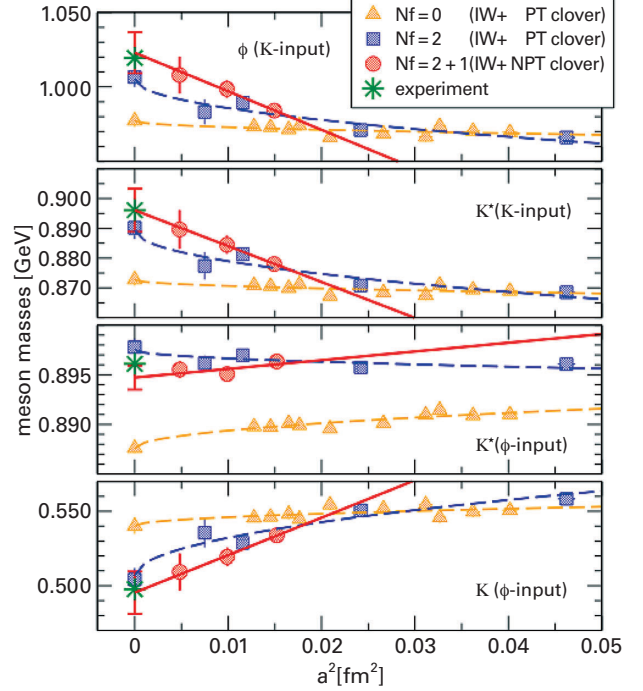 1.050
Nf = 0 (IW+ PT clover)
Nf = 2 (IW+ PT clover)
Nf = 2 + 1(IW+ NPT clover)
experiment
ϕ (K-input)
1.000
0.900
K*(K-input)
0.890
0.880
0.870
meson masses [GeV]
0.895
0.890
K*(ϕ-input)
0.550
0.500
K (ϕ-input)
0 0.01 0.02 0.03 0.04 0.05
a²[fm²]